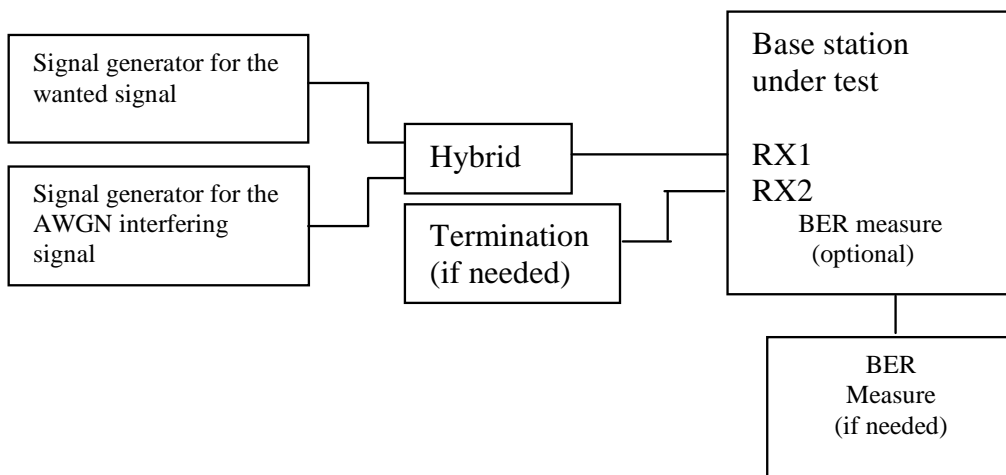 Signal generator for the
wanted signal
Signal generator for the
AWGN interfering
signal
Hybrid
Termination
(if needed)
Base station
under test
RX1
RX2
BER measure
(optional)
BER
Measure
(if needed)